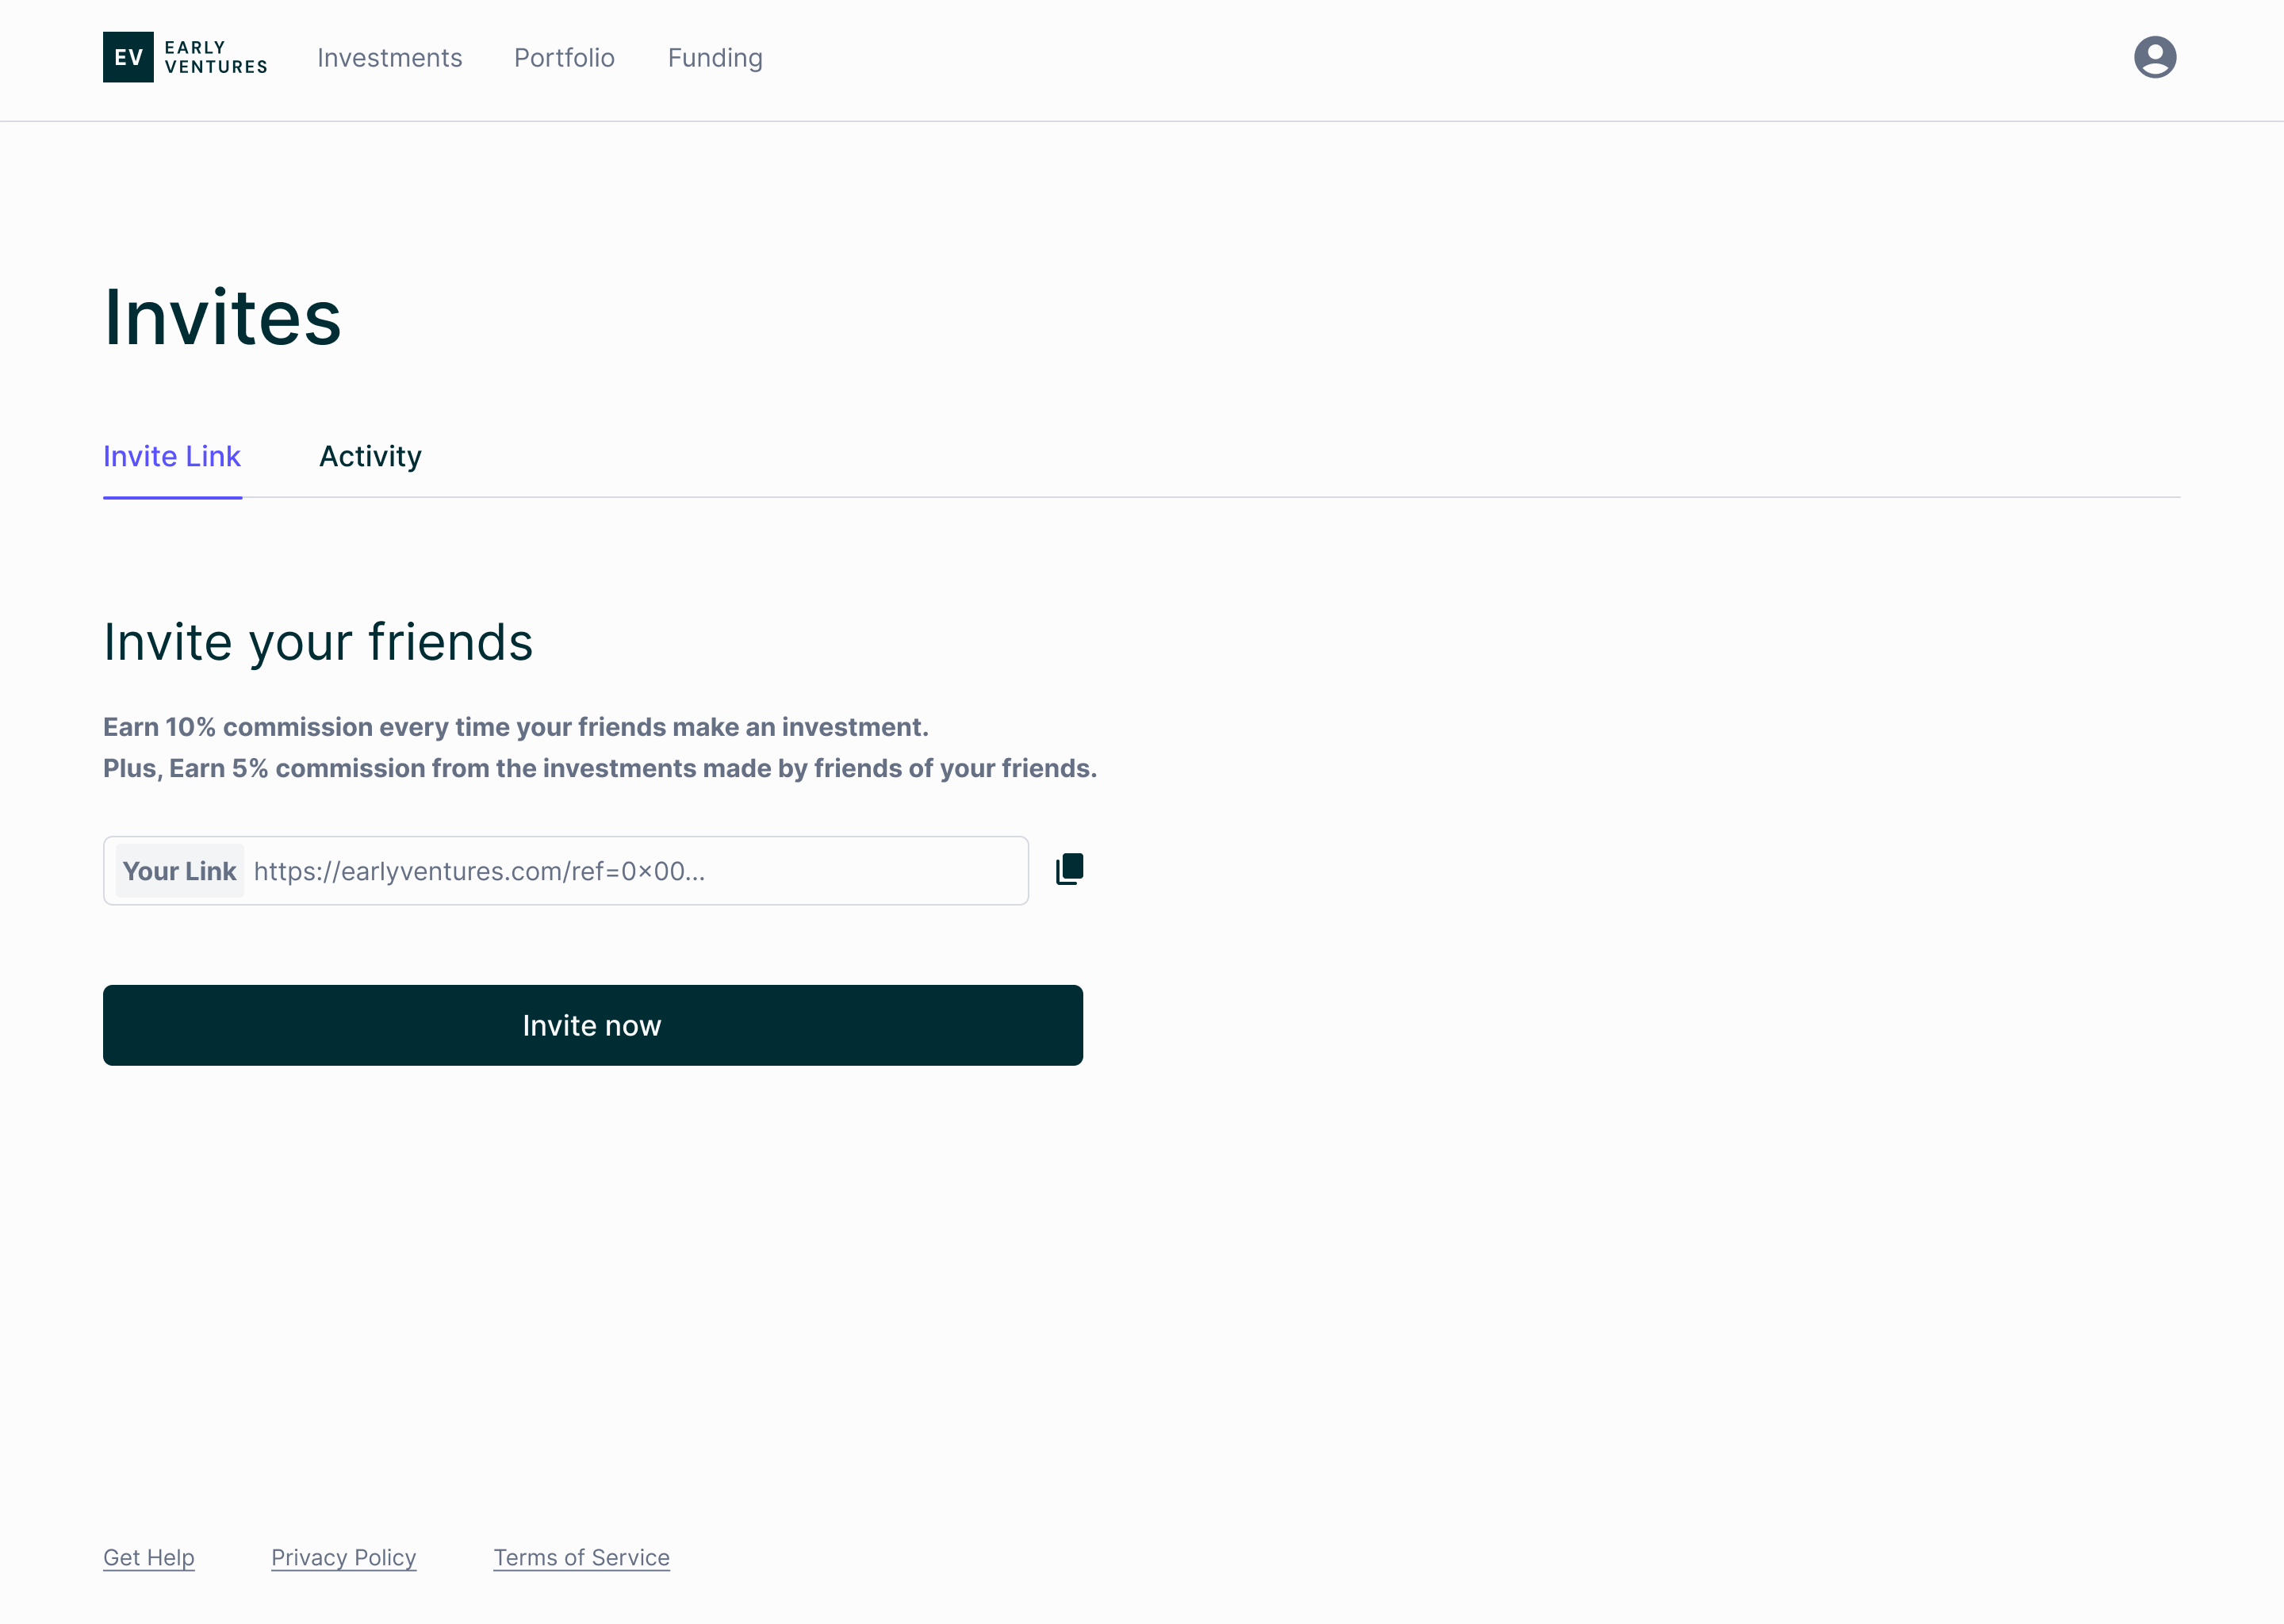 EV
EARLY
VENTURES
Investments
Portfolio
Funding
Invites
Invite Link
Activity
Invite your friends
Earn 10% commission every time your friends make an investment.
Plus, Earn 5% commission from the investments made by friends of your friends.
Your Link https://earlyventures.com/ref=0×00...
Invite now
Get Help
Privacy Policy
Terms of Service